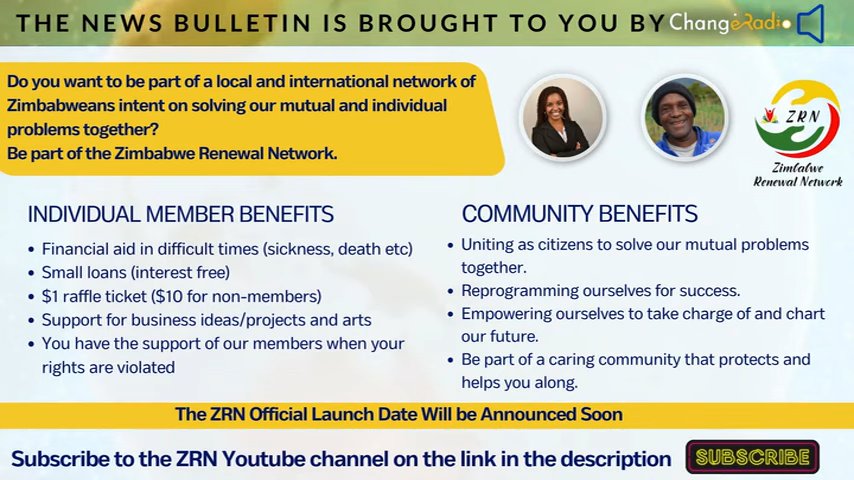 THE NEWS BULLETIN IS BROUGHT TO YOU BY ChangeRadio
Do you want to be part of a local and international network of
Zimbabweans intent on solving our mutual and individual
problems together?
Be part of the Zimbabwe Renewal Network.
ZRN
Zimbabwe
Renewal Network
INDIVIDUAL MEMBER BENEFITS
• Financial aid in difficult times (sickness, death etc)
• Small loans (interest free)
• $1 raffle ticket ($10 for non-members)
• Support for business ideas/projects and arts
• You have the support of our members when your
rights are violated
COMMUNITY BENEFITS
• Uniting as citizens to solve our mutual problems
together.
• Reprogramming ourselves for success.
• Empowering ourselves to take charge of and chart
our future.
• Be part of a caring community that protects and
helps you along.
The ZRN Official Launch Date Will be Announced Soon
Subscribe to the ZRN Youtube channel on the link in the description
SUBSCRIBE